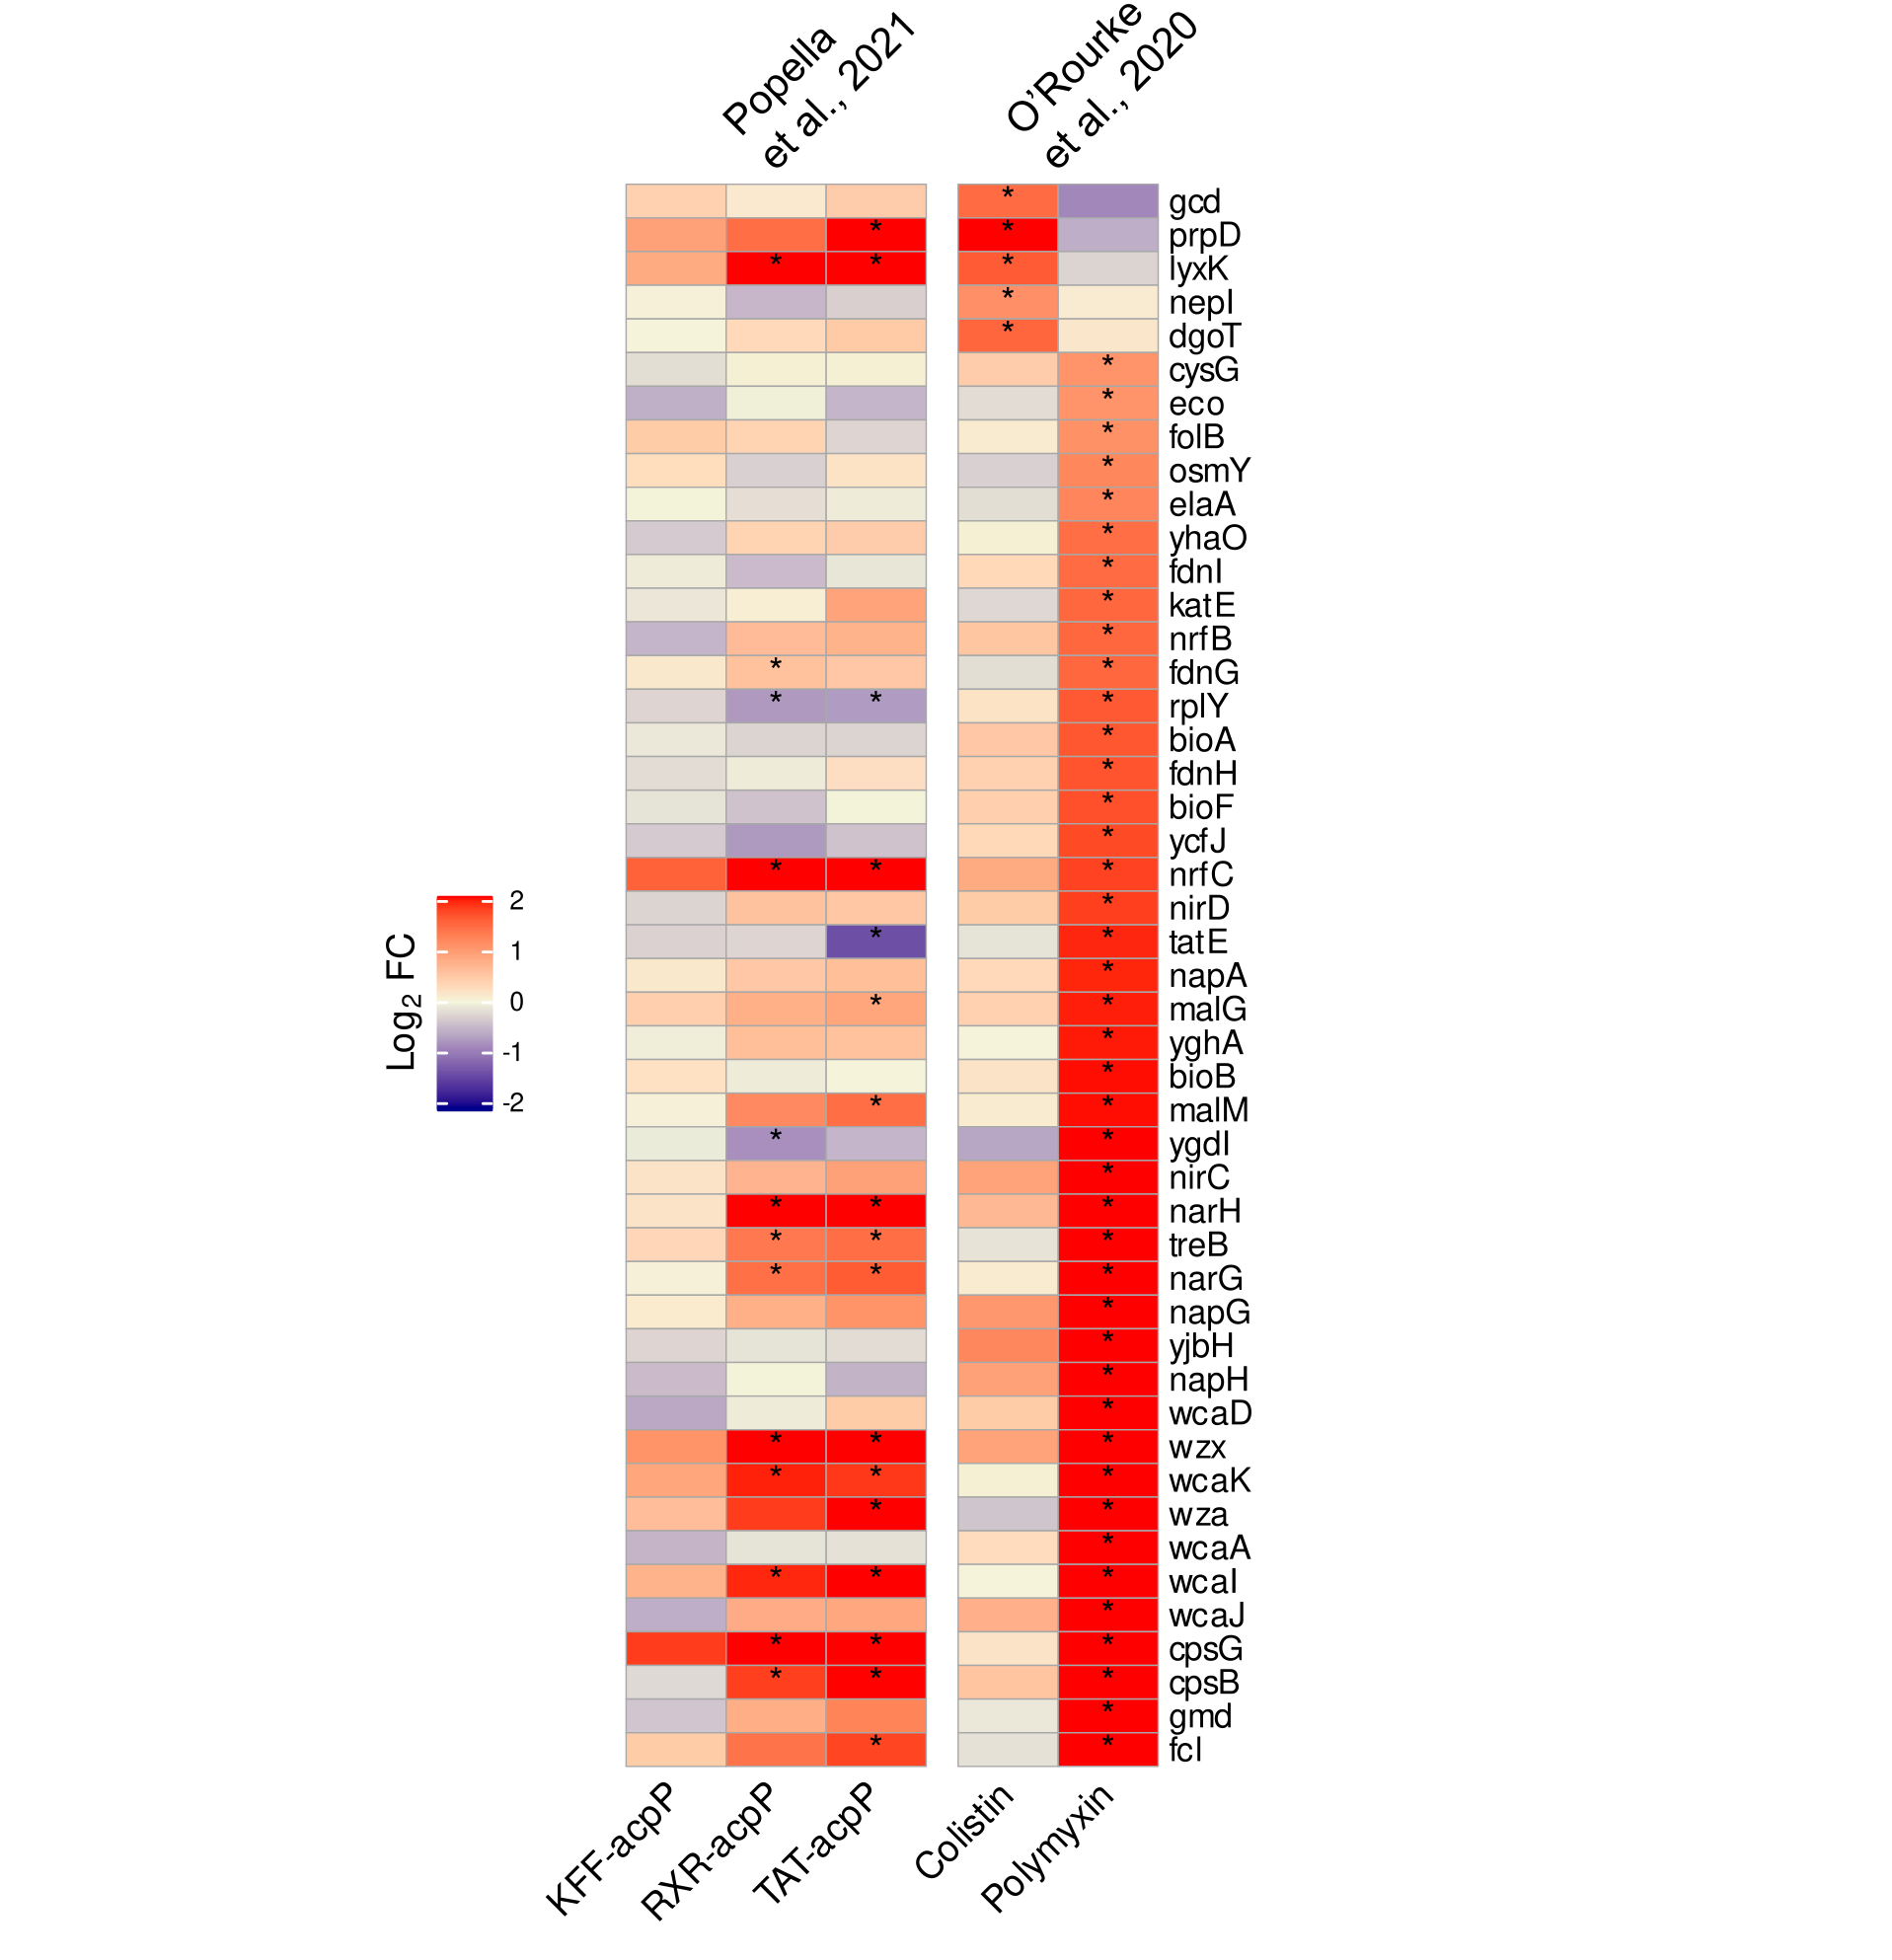 Popella
et al., 2021
O’Rourke
et al., 2020
*
gcd
*
*
prpD
*
*
*
lyxK
*
nepI
*
dgoT
*
cysG
*
eco
*
folB
*
osmY
*
elaA
*
yhaO
*
fdnI
*
katE
*
nrfB
*
*
fdnG
*
*
*
rplY
*
bioA
*
fdnH
*
bioF
*
ycfJ
*
*
*
nrfC
*
nirD
*
*
tatE
*
napA
*
*
malG
*
yghA
*
bioB
*
*
malM
*
*
ygdI
*
nirC
*
*
*
narH
*
*
*
treB
*
*
*
narG
*
napG
*
yjbH
*
napH
*
wcaD
*
*
*
wzx
*
*
*
wcaK
*
*
wza
*
wcaA
*
*
*
wcaI
*
wcaJ
*
*
*
cpsG
*
*
*
cpsB
*
gmd
*
*
fcl
Log2 FC
2
1
0
-1
-2
KFF-acpP
RXR-acpP
TAT-acpP
Colistin
Polymyxin